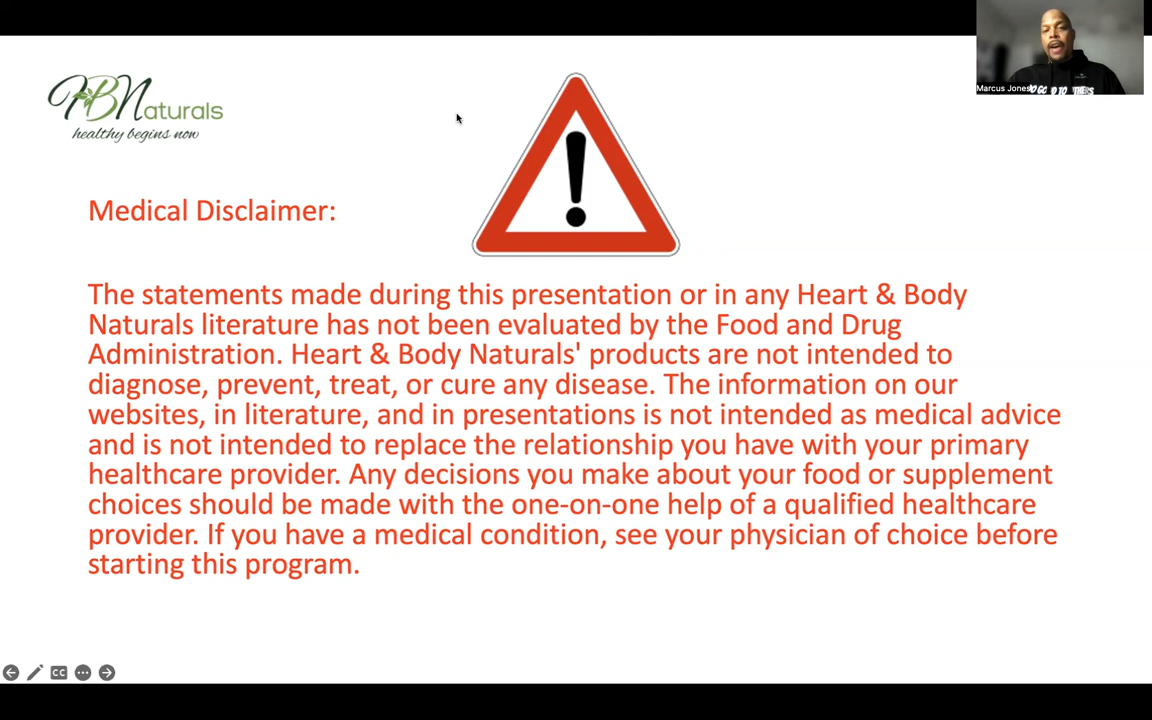 HBNaturals
healthy begins now
Marcus Jones
Medical Disclaimer:
The statements made during this presentation or in any Heart & Body
Naturals literature has not been evaluated by the Food and Drug
Administration. Heart & Body Naturals' products are not intended to
diagnose, prevent, treat, or cure any disease. The information on our
websites, in literature, and in presentations is not intended as medical advice
and is not intended to replace the relationship you have with your primary
healthcare provider. Any decisions you make about your food or supplement
choices should be made with the one-on-one help of a qualified healthcare
provider. If you have a medical condition, see your physician of choice before
starting this program.
CC